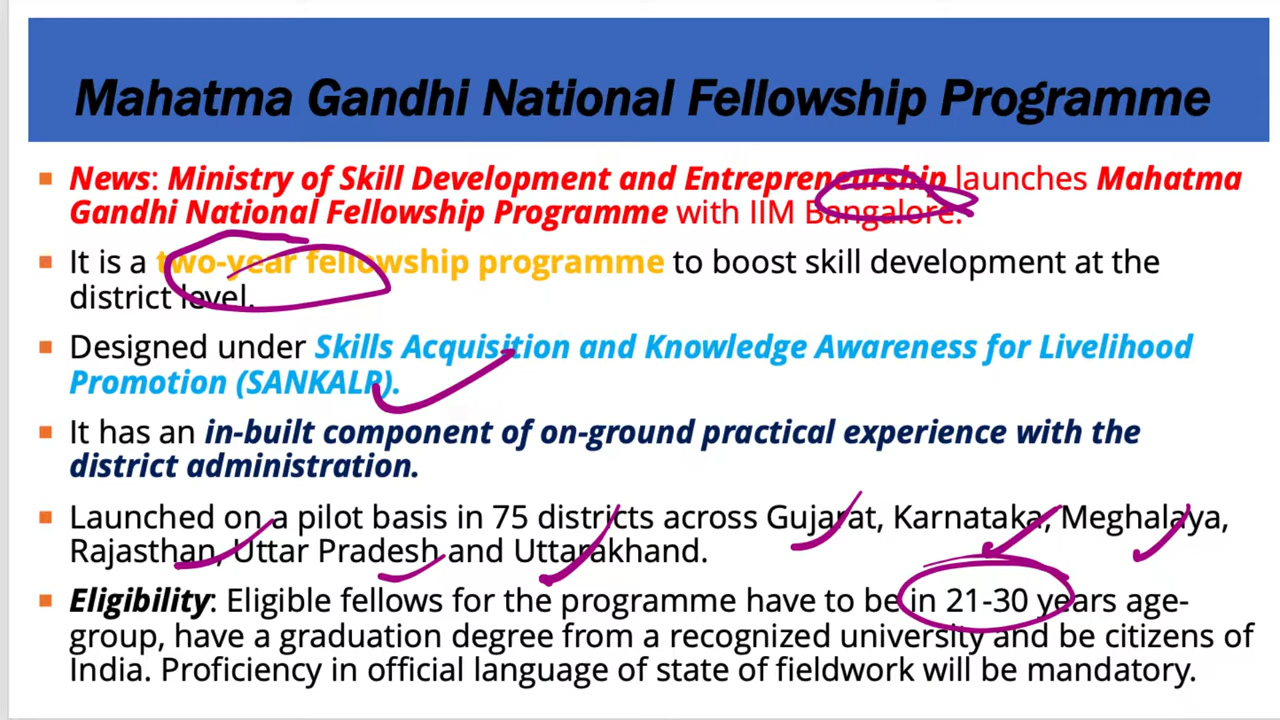 Mahatma Gandhi National Fellowship Programme
News: Ministry of Skill Development and Entrepreneurship launches Mahatma
Gandhi National Fellowship Programme with IIM Bangalore.
It is a two-year fellowship programme to boost skill development at the
district level.
Designed under Skills Acquisition and Knowledge Awareness for Livelihood
Promotion (SANKALP).
It has an in-built component of on-ground practical experience with the
district administration.
Launched on a pilot basis in 75 districts across Gujarat, Karnataka, Meghalaya,
Rajasthan, Uttar Pradesh and Uttarakhand.
Eligibility: Eligible fellows for the programme have to be in 21-30 years age-
group, have a graduation degree from a recognized university and be citizens of
India. Proficiency in official language of state of fieldwork will be mandatory.